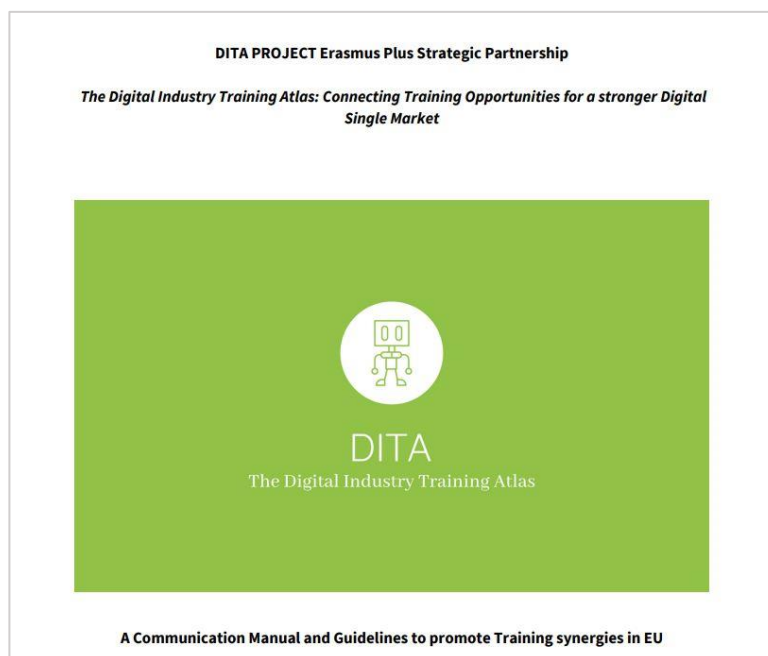 DITA PROJECT Erasmus Plus Strategic Partnership
The Digital Industry Training Atlas: Connecting Training Opportunities for a stronger Digital
Single Market
DITA
The Digital Industry Training Atlas
A Communication Manual and Guidelines to promote Training synergies in EU